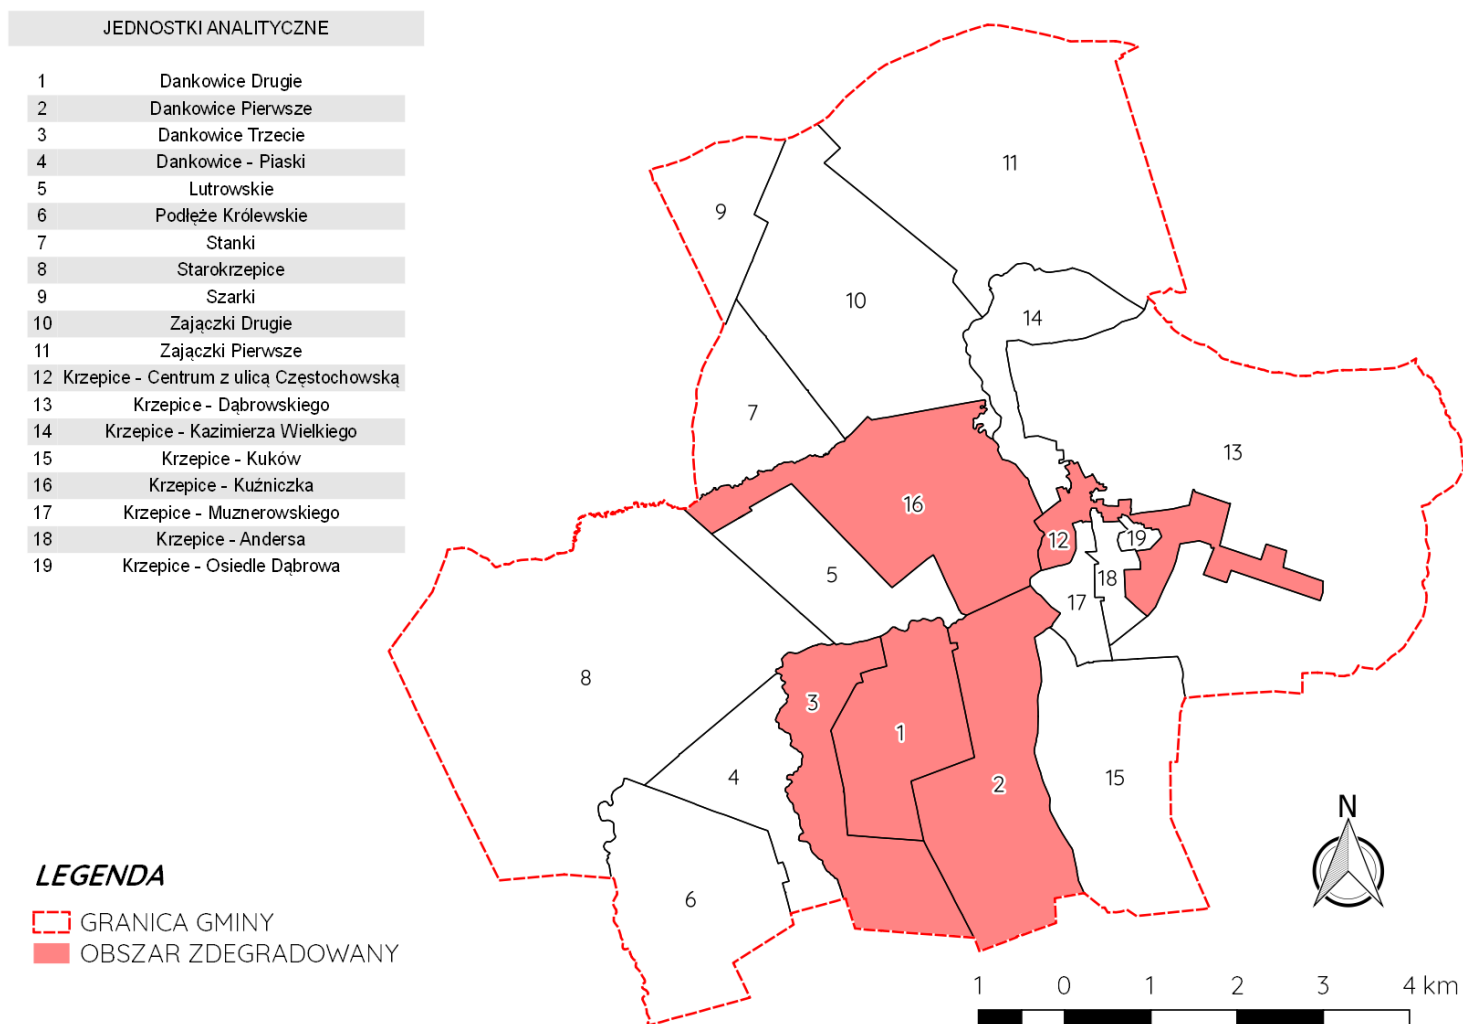 JEDNOSTKI ANALITYCZNE
1 Dankowice Drugie
2 Dankowice Pierwsze
3 Dankowice Trzecie
4 Dankowice - Piaski
5 Lutrowskie
6 Podłęże Królewskie
7 Stanki
8 Starokrzepice
9 Szarki
10 Zajączki Drugie
11 Zajączki Pierwsze
12 Krzepice - Centrum z ulicą Częstochowską
13 Krzepice - Dąbrowskiego
14 Krzepice - Kazimierza Wielkiego
15 Krzepice - Kuków
16 Krzepice - Kuźniczka
17 Krzepice - Muznerowskiego
18 Krzepice - Andersa
19 Krzepice - Osiedle Dąbrowa
11
9
10
14
7
13
16
12
19
5
18
17
8
3
1
4
2
15
6
N
LEGENDA
GRANICA GMINY
OBSZAR ZDEGRADOWANY
1 0 1 2 3 4 km